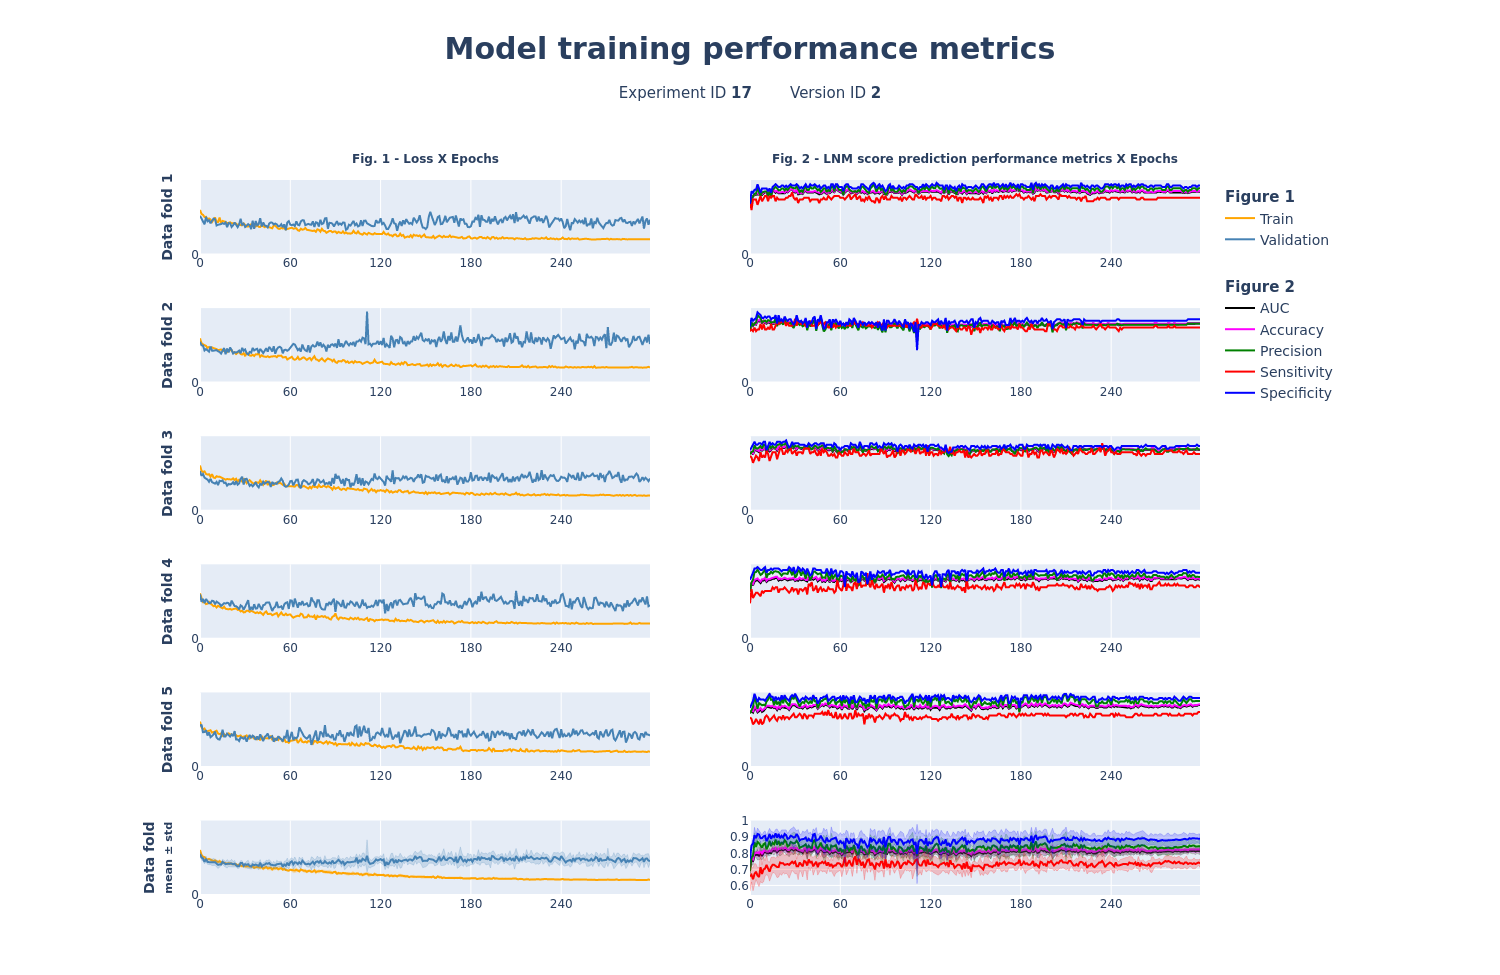 Model training performance metrics
Experiment ID 17 Version ID 2
Fig. 1 - Loss X Epochs
Fig. 2 - LNM score prediction performance metrics X Epochs
Data fold 1
0
0 60 120 180 240
0
0 60 120 180 240
Figure 1
Train
Validation
Figure 2
AUC
Accuracy
Precision
Sensitivity
Specificity
Data fold 2
0
0 60 120 180 240
0
0 60 120 180 240
Data fold 3
0
0 60 120 180 240
0
0 60 120 180 240
Data fold 4
0
0 60 120 180 240
0
0 60 120 180 240
Data fold 5
0
0 60 120 180 240
0
0 60 120 180 240
Data fold
mean ± std
0
0 60 120 180 240
1
0.9
0.8
0.7
0.6
0 60 120 180 240